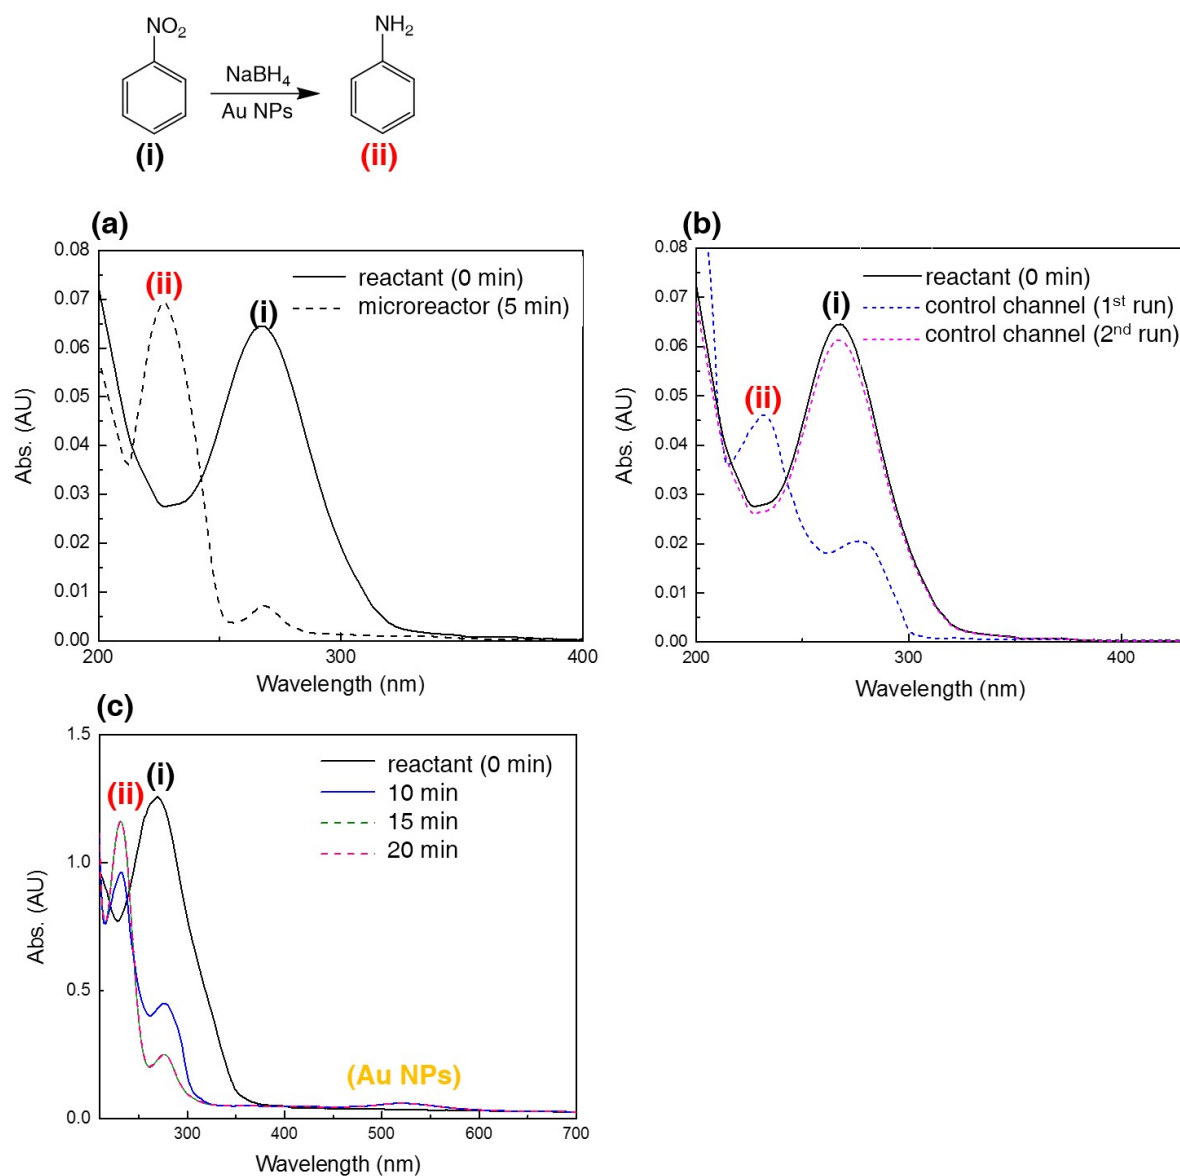 NO₂
NH₂
NaBH₄
Au NPs
(i)
(ii)
(a)
0.08
0.07
0.06
0.05
0.04
0.03
0.02
0.01
0.00
Abs. (AU)
(ii)
(i)
reactant (0 min)
microreactor (5 min)
200
300
400
Wavelength (nm)
(b)
0.08
0.07
0.06
0.05
0.04
0.03
0.02
0.01
0.00
Abs. (AU)
(ii)
(i)
reactant (0 min)
control channel (1st run)
control channel (2nd run)
200
300
400
Wavelength (nm)
(c)
1.5
1.0
0.5
0.0
Abs. (AU)
(ii)
(i)
reactant (0 min)
10 min
15 min
20 min
(Au NPs)
300
400
500
600
700
Wavelength (nm)